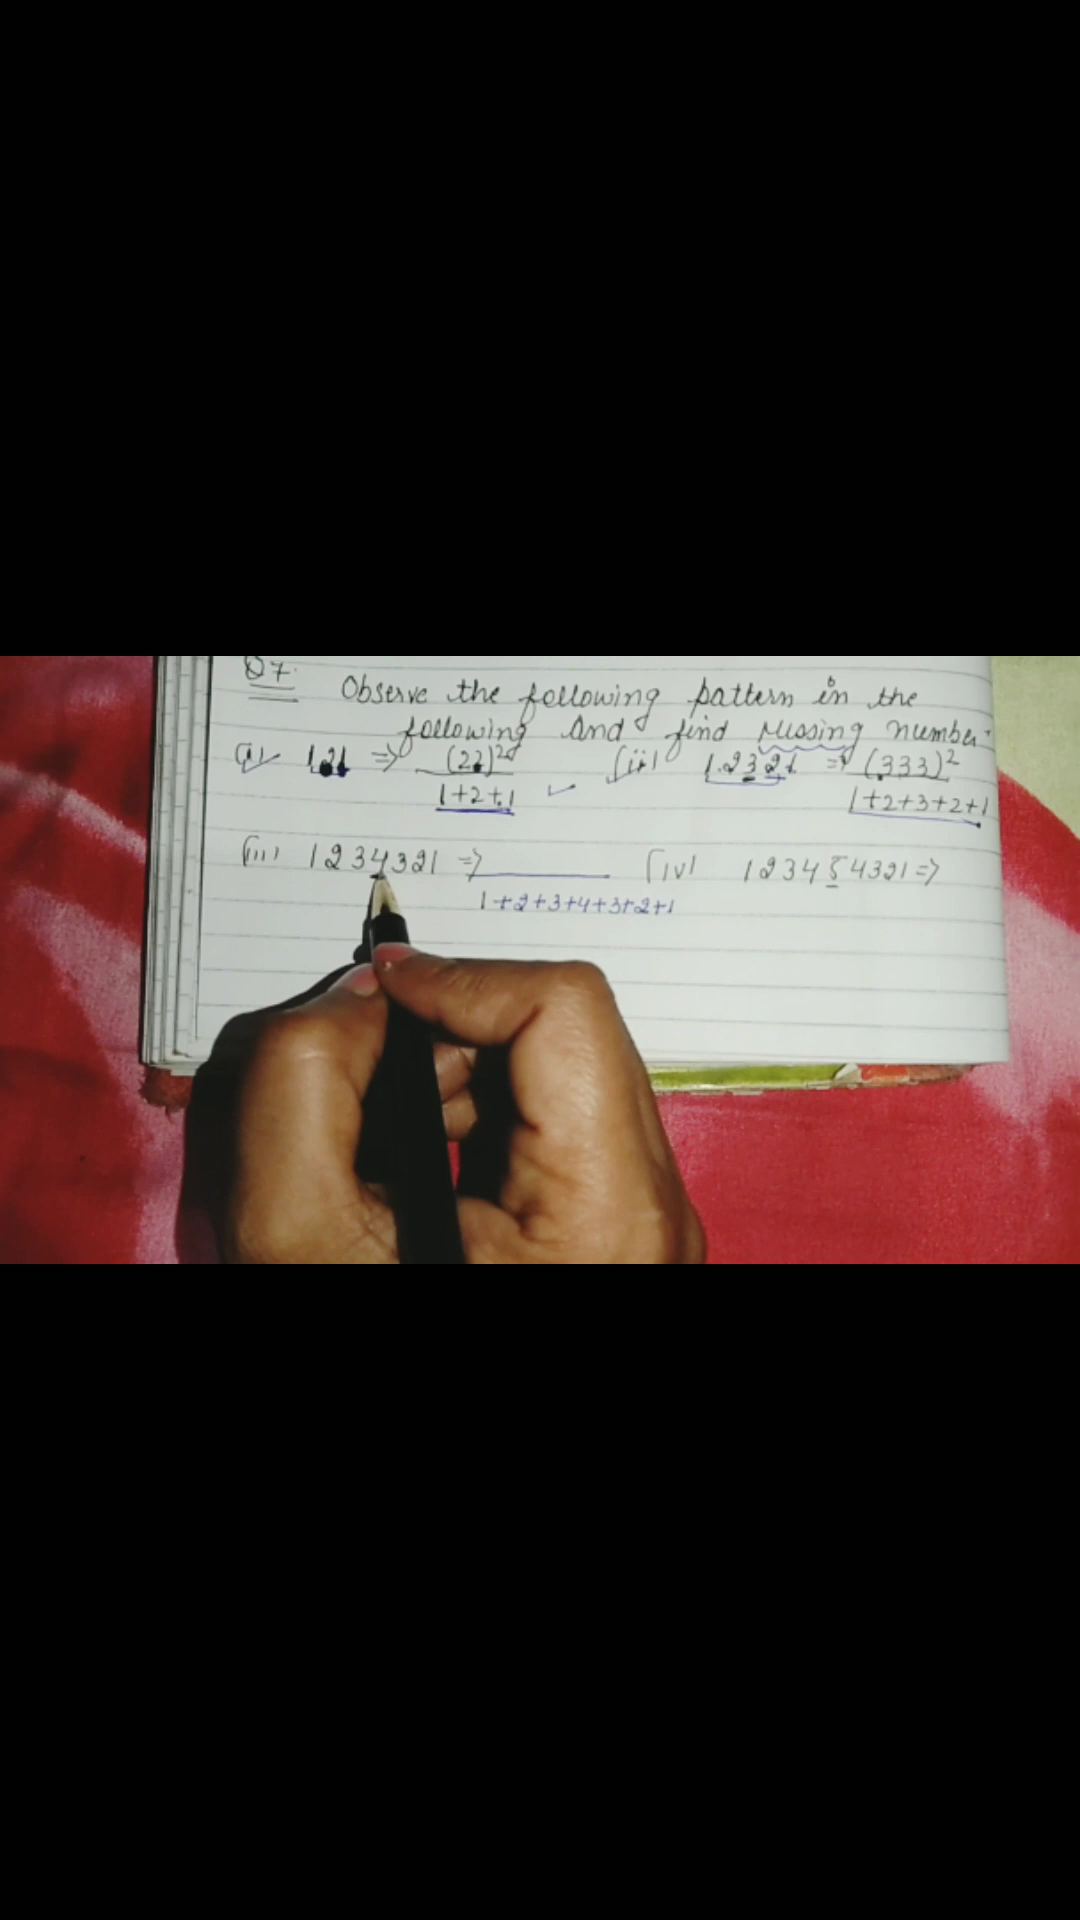 Q7.
Observe the following pattern in the
following and find missing number.
(i) 121 => (22)² (ii) 12321 => (333)²
1+2+1 1+2+3+2+1
(iii) 1234321 => (iv) 123454321 =>
1+2+3+4+3+2+1